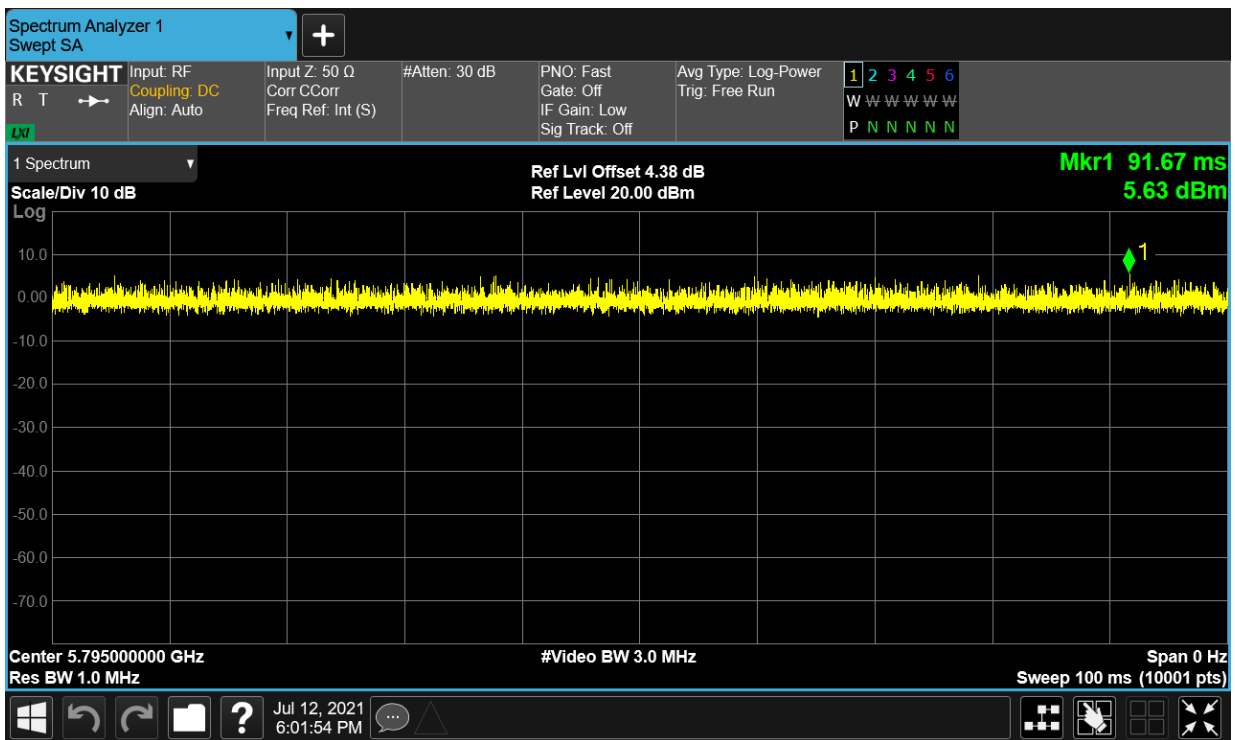 Spectrum Analyzer 1
Swept SA
KEYSIGHT
R T
LXI
Input: RF
Coupling: DC
Align: Auto
Input Z: 50 Ω
Corr CCorr
Freq Ref: Int (S)
#Atten: 30 dB
PNO: Fast
Gate: Off
IF Gain: Low
Sig Track: Off
Avg Type: Log-Power
Trig: Free Run
1 2 3 4 5 6
W W W W W W
P N N N N N
1 Spectrum
Scale/Div 10 dB
Log
Ref Lvl Offset 4.38 dB
Ref Level 20.00 dBm
Mkr1 91.67 ms
5.63 dBm
1
10.0
0.00
-10.0
-20.0
-30.0
-40.0
-50.0
-60.0
-70.0
Center 5.795000000 GHz
Res BW 1.0 MHz
#Video BW 3.0 MHz
Span 0 Hz
Sweep 100 ms (10001 pts)
?
Jul 12, 2021
6:01:54 PM